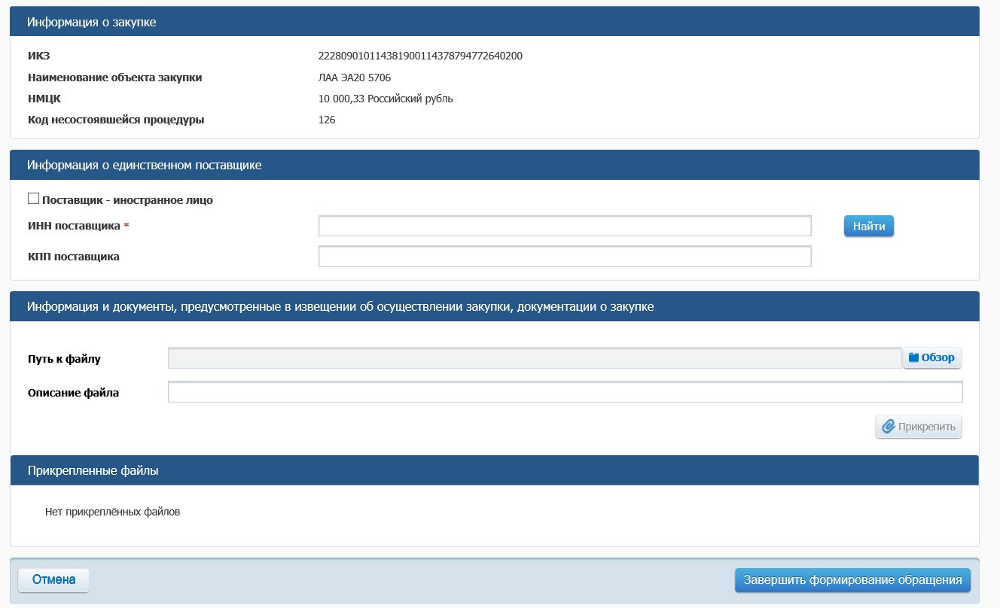 Информация о закупке
ИКЗ 222809010114381900114378794772640200
Наименование объекта закупки ЛАА ЭА20 5706
НМЦК 10 000,33 Российский рубль
Код несостоявшейся процедуры 126
Информация о единственном поставщике
Поставщик - иностранное лицо
ИНН поставщика * Найти
КПП поставщика
Информация и документы, предусмотренные в извещении об осуществлении закупки, документации о закупке
Путь к файлу Обзор
Описание файла
Прикрепить
Прикрепленные файлы
Нет прикреплённых файлов
Отмена Завершить формирование обращения